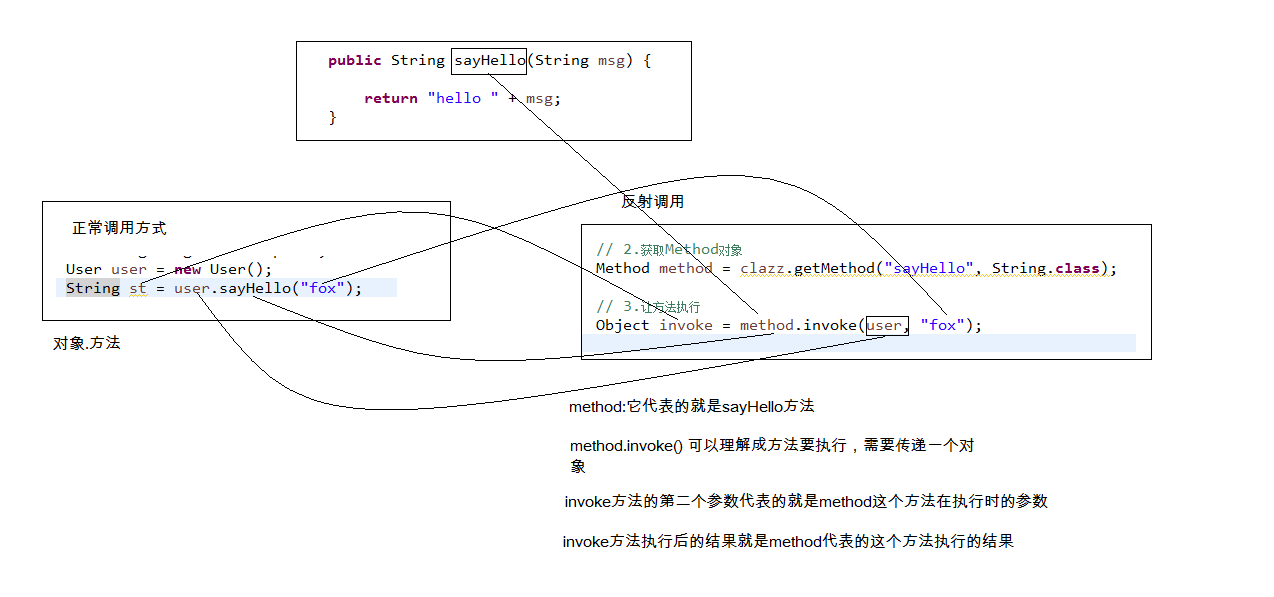 public String sayHello(String msg) {
return "hello " + msg;
}
正常调用方式
User user = new User();
String st = user.sayHello("fox");
对象.方法
反射调用
// 2.获取Method对象
Method method = clazz.getMethod("sayHello", String.class);
// 3.让方法执行
Object invoke = method.invoke(user, "fox");
method:它代表的就是sayHello方法
method.invoke() 可以理解成方法要执行，需要传递一个对
象
invoke方法的第二个参数代表的就是method这个方法在执行时的参数
invoke方法执行后的结果就是method代表的这个方法执行的结果